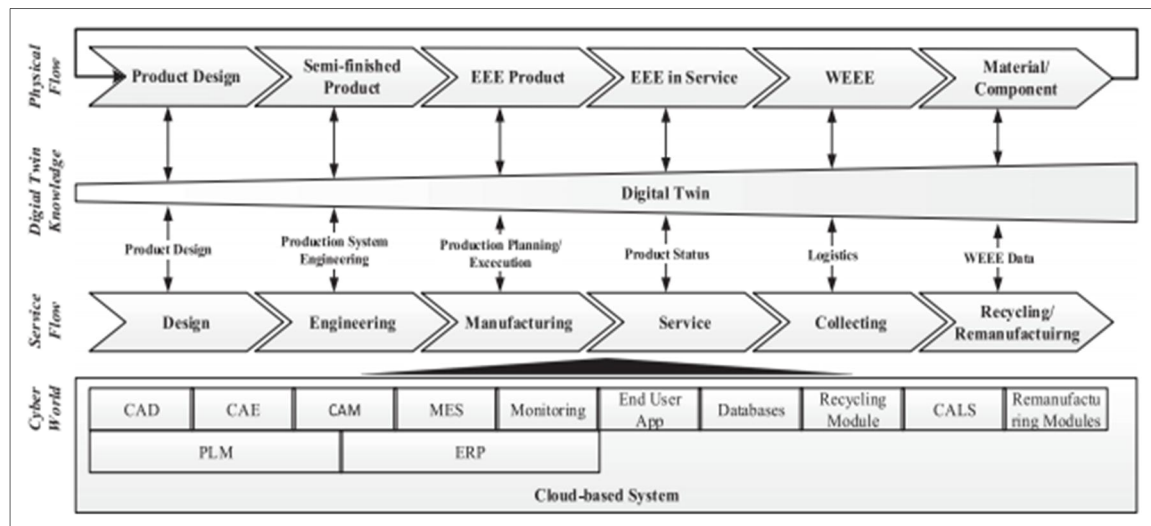 Physical
Flow
Product Design
Semi-finished
Product
EEE Product
EEE in Service
WEEE
Material/
Component
Digial Twin
Knowledge
Digital Twin
Product Design
Production System
Engineering
Production Planning/
Excecution
Product Status
Logistics
WEEE Data
Service
Flow
Design
Engineering
Manufacturing
Service
Collecting
Recycling/
Remanufactuirng
Cyber
World
CAD
CAE
CAM
MES
Monitoring
End User
App
Databases
Recycling
Module
CALS
Remanufactu
ring Modules
PLM
ERP
Cloud-based System